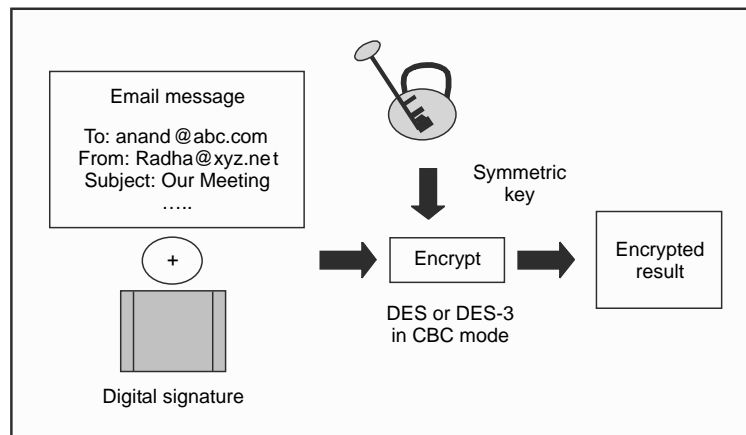 Email message
To: anand@abc.com
From: Radha@xyz.net
Subject: Our Meeting
.....
+
Digital signature
Symmetric
key
Encrypt
DES or DES-3
in CBC mode
Encrypted
result